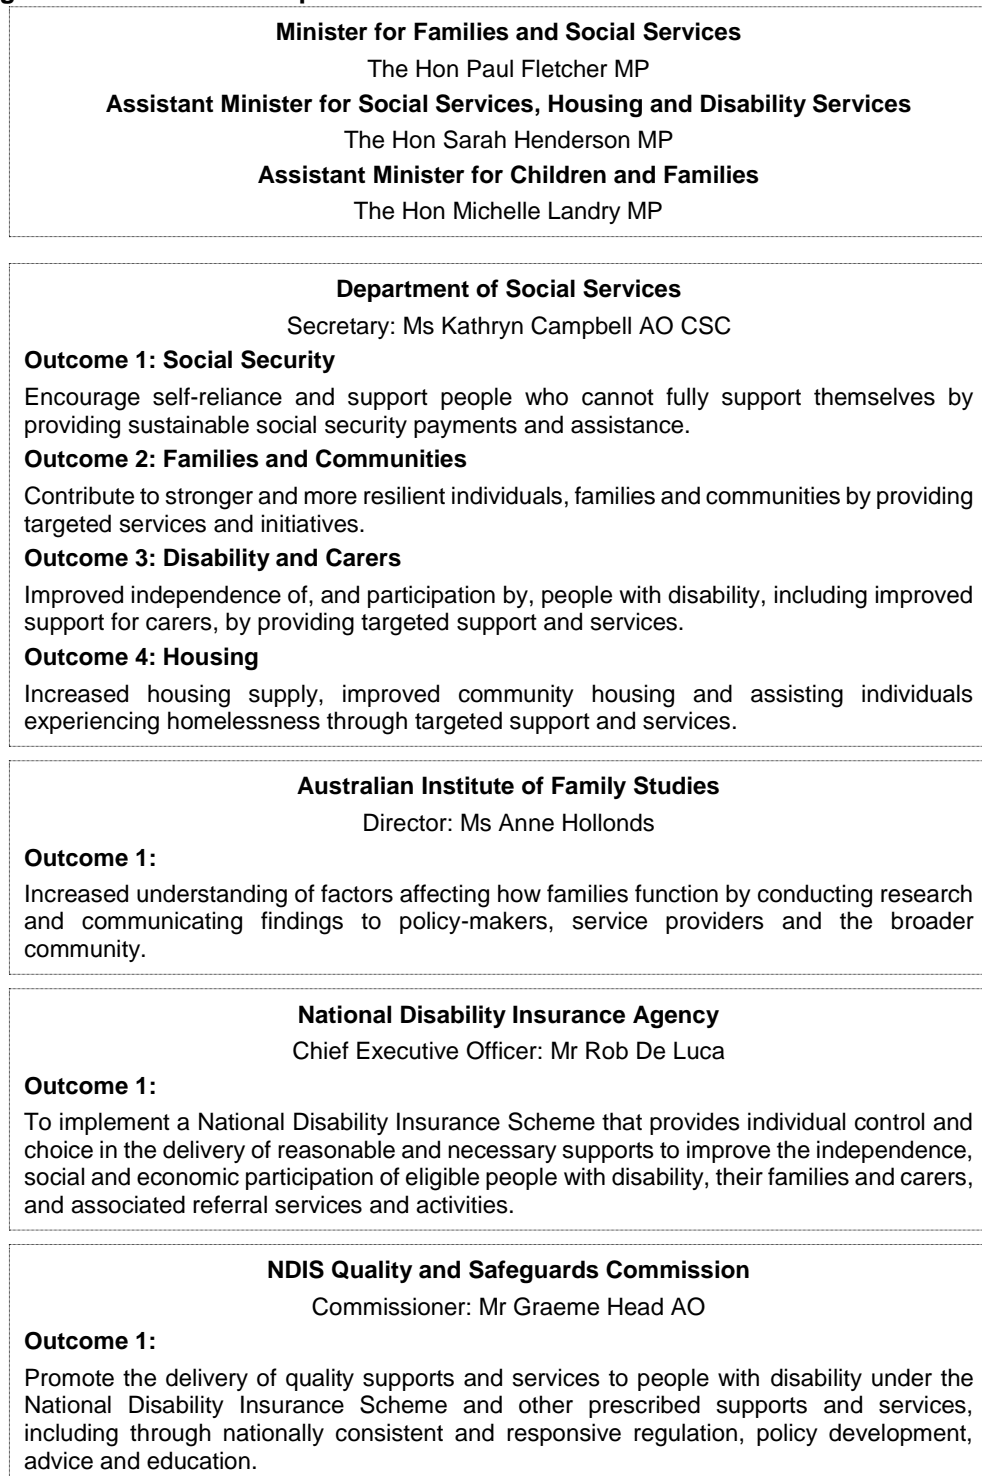 Minister for Families and Social Services
The Hon Paul Fletcher MP
Assistant Minister for Social Services, Housing and Disability Services
The Hon Sarah Henderson MP
Assistant Minister for Children and Families
The Hon Michelle Landry MP
Department of Social Services
Secretary: Ms Kathryn Campbell AO CSC
Outcome 1: Social Security
Encourage self-reliance and support people who cannot fully support themselves by
providing sustainable social security payments and assistance.
Outcome 2: Families and Communities
Contribute to stronger and more resilient individuals, families and communities by providing
targeted services and initiatives.
Outcome 3: Disability and Carers
Improved independence of, and participation by, people with disability, including improved
support for carers, by providing targeted support and services.
Outcome 4: Housing
Increased housing supply, improved community housing and assisting individuals
experiencing homelessness through targeted support and services.
Australian Institute of Family Studies
Director: Ms Anne Hollonds
Outcome 1:
Increased understanding of factors affecting how families function by conducting research
and communicating findings to policy-makers, service providers and the broader
community.
National Disability Insurance Agency
Chief Executive Officer: Mr Rob De Luca
Outcome 1:
To implement a National Disability Insurance Scheme that provides individual control and
choice in the delivery of reasonable and necessary supports to improve the independence,
social and economic participation of eligible people with disability, their families and carers,
and associated referral services and activities.
NDIS Quality and Safeguards Commission
Commissioner: Mr Graeme Head AO
Outcome 1:
Promote the delivery of quality supports and services to people with disability under the
National Disability Insurance Scheme and other prescribed supports and services,
including through nationally consistent and responsive regulation, policy development,
advice and education.